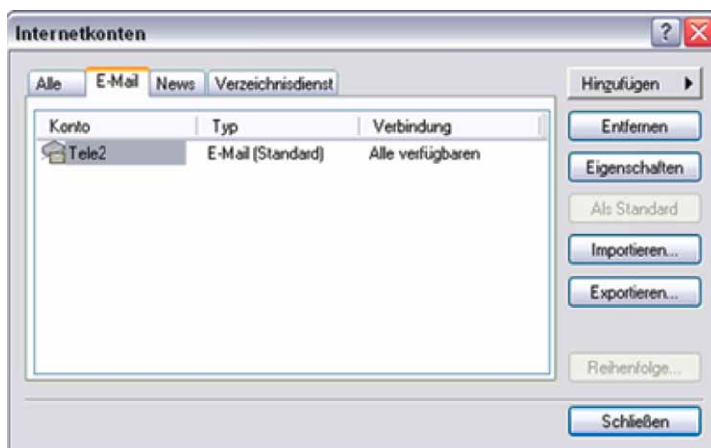 Internetkonten
Alle E-Mail News Verzeichnisdienst
Hinzufügen
Konto Typ Verbindung
Tele2 E-Mail (Standard) Alle verfügbaren
Entfernen
Eigenschaften
Als Standard
Importieren...
Exportieren...
Reihenfolge...
Schließen